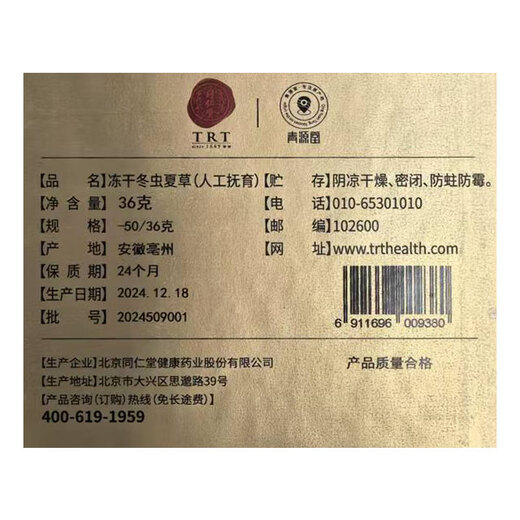 TRT
SINCE 1669
青源堂
【品 名】冻干冬虫夏草(人工抚育)
【净 含 量】36克
【规 格】-50/36克
【产 地】安徽亳州
【保 质 期】24个月
【生产日期】2024.12.18
【批 号】2024509001
【贮 存】阴凉干燥、密闭、防蛀防霉。
【电 话】010-65301010
【邮 编】102600
【网 址】www.trthealth.com
6 911696 009380
产品质量合格
【生产企业】北京同仁堂健康药业股份有限公司
【生产地址】北京市大兴区思邈路39号
【产品咨询(订购)热线(免长途费)】
400-619-1959